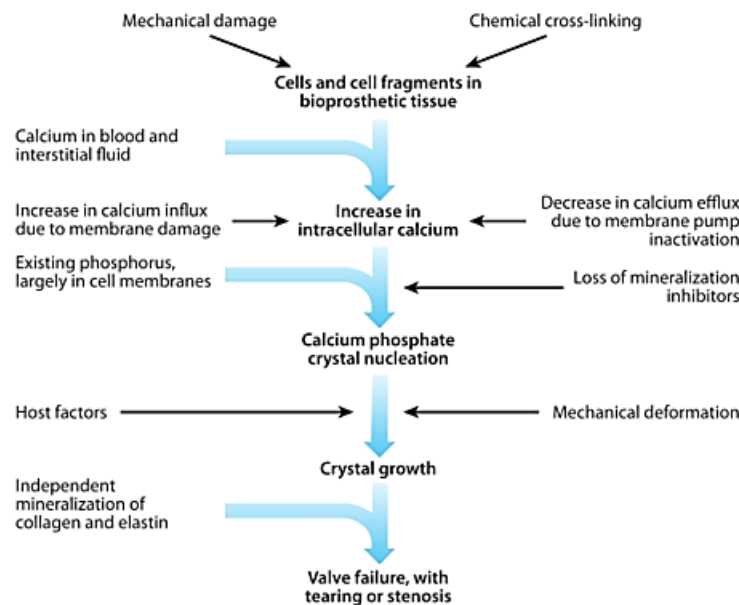 Mechanical damage
Chemical cross-linking
Cells and cell fragments in
bioprosthetic tissue
Calcium in blood and
interstitial fluid
Increase in calcium influx
due to membrane damage
Increase in
intracellular calcium
Decrease in calcium efflux
due to membrane pump
inactivation
Existing phosphorus,
largely in cell membranes
Loss of mineralization
inhibitors
Calcium phosphate
crystal nucleation
Host factors
Mechanical deformation
Crystal growth
Independent
mineralization of
collagen and elastin
Valve failure, with
tearing or stenosis